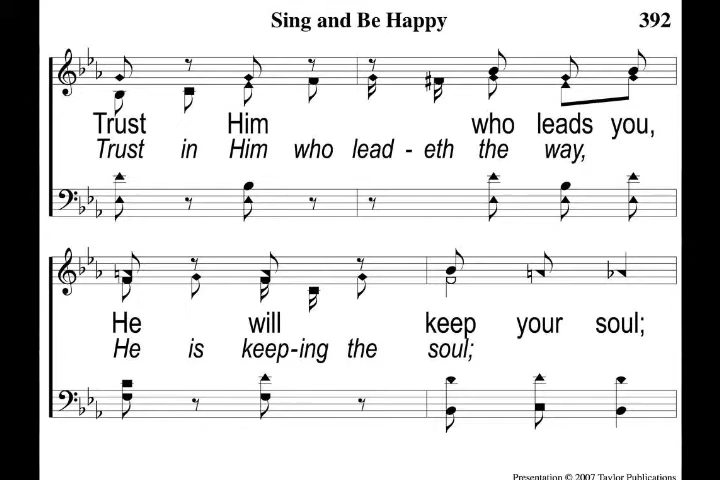 Sing and Be Happy 392
Trust Him who leads you,
Trust in Him who lead - eth the way,
He will keep your soul;
He is keep-ing the soul;
Presentation © 2007 Taylor Publications